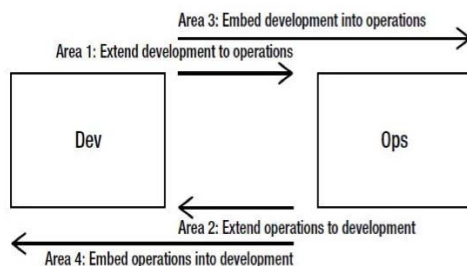 Area 3: Embed development into operations
Area 1: Extend development to operations
Dev
Ops
Area 2: Extend operations to development
Area 4: Embed operations into development